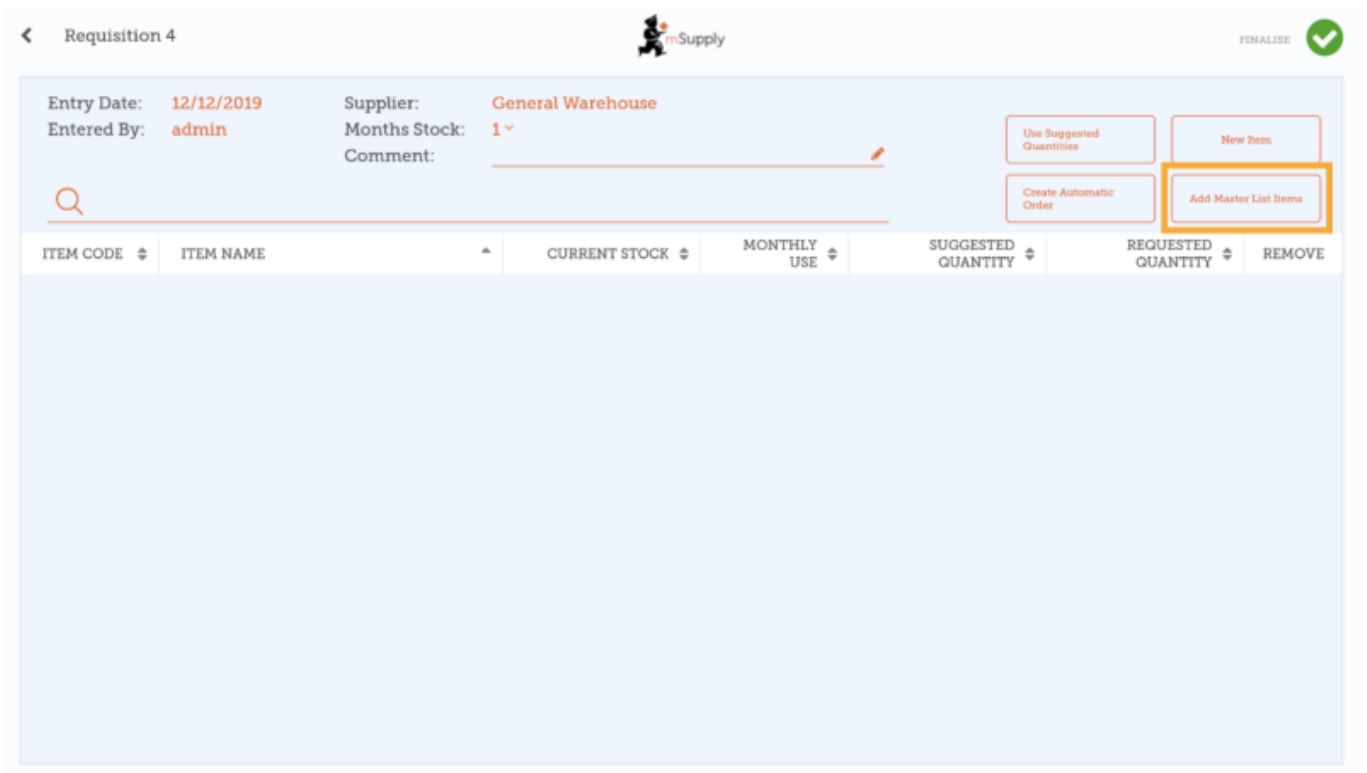 Requisition 4
mSupply
FINALISE
Entry Date: 12/12/2019
Supplier: General Warehouse
Entered By: admin
Months Stock: 1
Comment:
Use Suggested
Quantities
New Item
Create Automatic
Order
Add Master List Items
ITEM CODE
ITEM NAME
CURRENT STOCK
MONTHLY
USE
SUGGESTED
QUANTITY
REQUESTED
QUANTITY
REMOVE